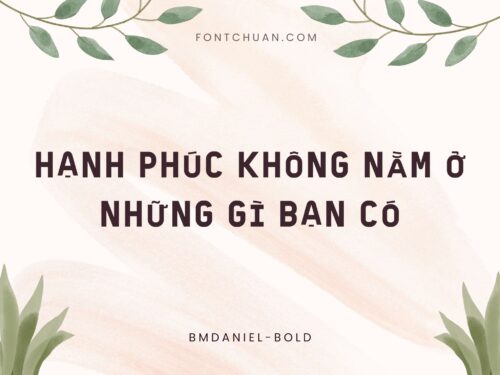 FONTCHUAN.COM
HẠNH PHÚC KHÔNG NẰM Ở
NHỮNG GÌ BẠN CÓ
BMDANIEL-BOLD